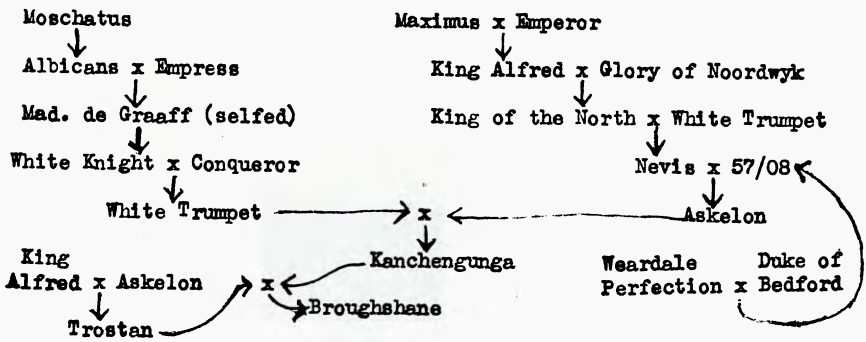 Moschatus
Maximus x Emperor
Albicans x Empress
King Alfred x Glory of Noordwyk
Mad. de Graaff (selfed)
King of the North x White Trumpet
White Knight x Conqueror
Nevis x 57/08
White Trumpet
x
Askelon
King
Alfred x Askelon
x
Kanchengunga
Weardale
Perfection x
Duke of
Bedford
Broughshane
Trostan